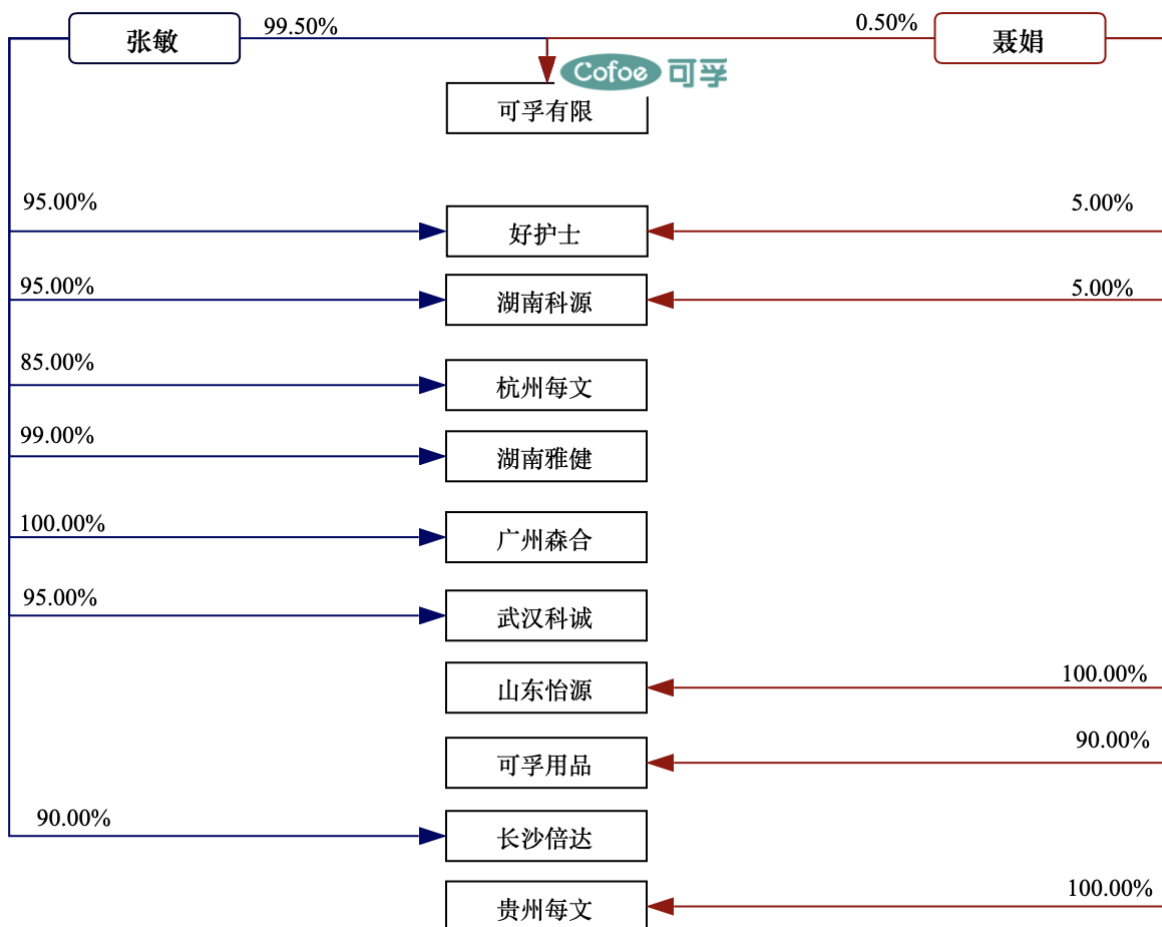 张敏 99.50% 0.50% 聂娟
Cofoe 可孚
可孚有限
95.00% 好护士 5.00%
95.00% 湖南科源 5.00%
85.00% 杭州每文
99.00% 湖南雅健
100.00% 广州森合
95.00% 武汉科诚
山东怡源 100.00%
可孚用品 90.00%
90.00% 长沙倍达
贵州每文 100.00%